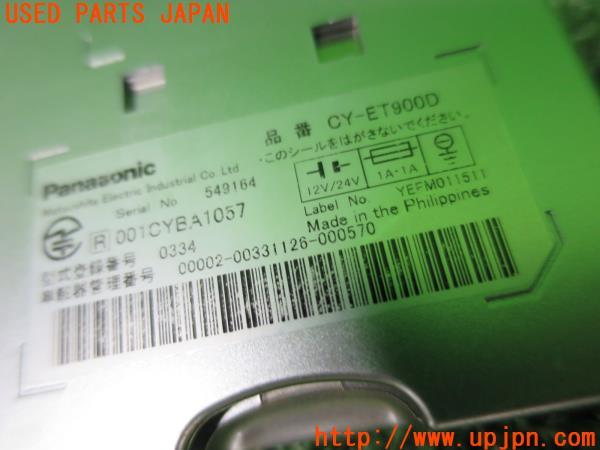 USED PARTS JAPAN
品番 CY-ET900D
・このシールをはがさないでください。
Panasonic
Matsushita Electric Industrial Co. Ltd
Serial No 549164
12V/24V
1A・1A
R 001CYBA1057
Label No. YEFM011511
Made in the Philippines
型式登録番号 0334
車載器管理番号 00002-00331126-000570
http://www.upjpn.com